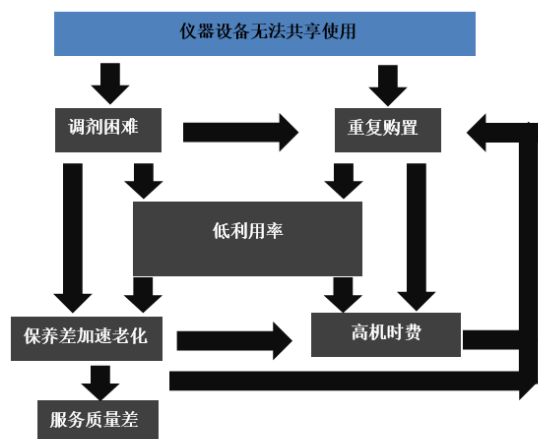 仪器设备无法共享使用
调剂困难
重复购置
低利用率
保养差加速老化
高机时费
服务质量差